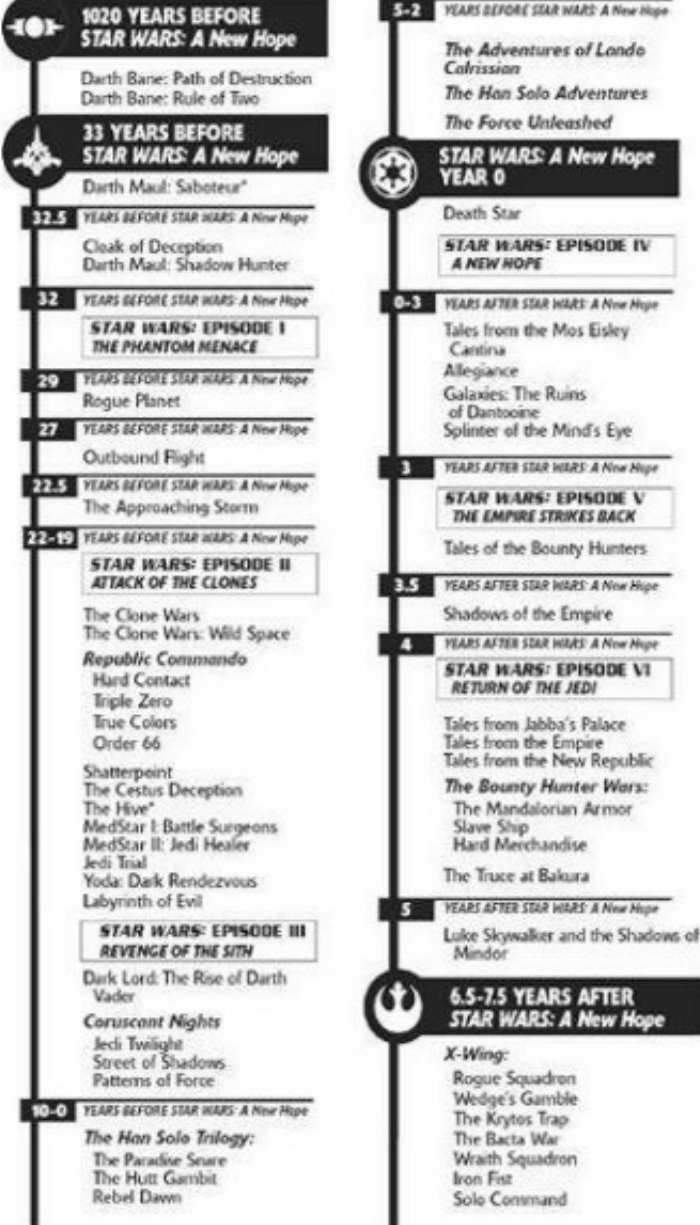 1020 YEARS BEFORE
STAR WARS: A New Hope
Darth Bane: Path of Destruction
Darth Bane: Rule of Two
33 YEARS BEFORE
STAR WARS: A New Hope
Darth Maul: Saboteur*
32.5 YEARS BEFORE STAR WARS: A New Hope
Cloak of Deception
Darth Maul: Shadow Hunter
32 YEARS BEFORE STAR WARS: A New Hope
STAR WARS: EPISODE I
THE PHANTOM MENACE
29 YEARS BEFORE STAR WARS: A New Hope
Rogue Planet
27 YEARS BEFORE STAR WARS: A New Hope
Outbound Flight
22.5 YEARS BEFORE STAR WARS: A New Hope
The Approaching Storm
22-19 YEARS BEFORE STAR WARS: A New Hope
STAR WARS: EPISODE II
ATTACK OF THE CLONES
The Clone Wars
The Clone Wars: Wild Space
Republic Commando
Hard Contact
Triple Zero
True Colors
Order 66
Shatterpoint
The Cestus Deception
The Hive*
MedStar I: Battle Surgeons
MedStar II: Jedi Healer
Jedi Trial
Yoda: Dark Rendezvous
Labyrinth of Evil
STAR WARS: EPISODE III
REVENGE OF THE SITH
Dark Lord: The Rise of Darth
Vader
Coruscant Nights
Jedi Twilight
Street of Shadows
Patterns of Force
10-0 YEARS BEFORE STAR WARS: A New Hope
The Han Solo Trilogy:
The Paradise Snare
The Hutt Gambit
Rebel Dawn
5-2 YEARS BEFORE STAR WARS: A New Hope
The Adventures of Lando
Calrissian
The Han Solo Adventures
The Force Unleashed
STAR WARS: A New Hope
YEAR 0
Death Star
STAR WARS: EPISODE IV
A NEW HOPE
0-3 YEARS AFTER STAR WARS: A New Hope
Tales from the Mos Eisley
Cantina
Allegiance
Galaxies: The Ruins
of Dantooine
Splinter of the Mind's Eye
3 YEARS AFTER STAR WARS: A New Hope
STAR WARS: EPISODE V
THE EMPIRE STRIKES BACK
Tales of the Bounty Hunters
3.5 YEARS AFTER STAR WARS: A New Hope
Shadows of the Empire
4 YEARS AFTER STAR WARS: A New Hope
STAR WARS: EPISODE VI
RETURN OF THE JEDI
Tales from Jabba's Palace
Tales from the Empire
Tales from the New Republic
The Bounty Hunter Wars:
The Mandalorian Armor
Slave Ship
Hard Merchandise
The Truce at Bakura
5 YEARS AFTER STAR WARS: A New Hope
Luke Skywalker and the Shadows of
Mindor
6.5-7.5 YEARS AFTER
STAR WARS: A New Hope
X-Wing:
Rogue Squadron
Wedge's Gamble
The Krytos Trap
The Bacta War
Wraith Squadron
Iron Fist
Solo Command